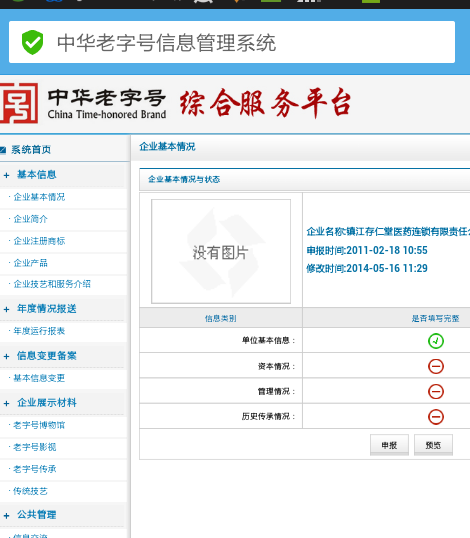 中华老字号信息管理系统
号
中华老字号
China Time-honored Brand
综合服务平台
系统首页
+ 基本信息
· 企业基本情况
· 企业简介
· 企业注册商标
· 企业产品
· 企业技艺和服务介绍
+ 年度情况报送
· 年度运行报表
+ 信息变更备案
· 基本信息变更
+ 企业展示材料
· 老字号博物馆
· 老字号影视
· 老字号传承
· 传统技艺
+ 公共管理
· 信息交流
企业基本情况
企业基本情况与状态
没有图片
企业名称:镇江存仁堂医药连锁有限责任
申报时间:2011-02-18 10:55
修改时间:2014-05-16 11:29
信息类别 是否填写完整
单位基本信息：
资本情况：
管理情况：
历史传承情况：
申报 预览